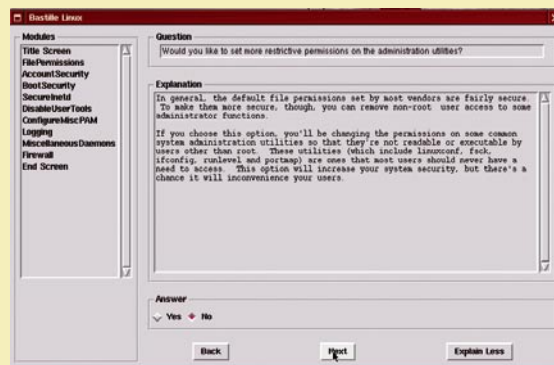 Bastille Linux
Modules
Title Screen
FilePermissions
AccountSecurity
BootSecurity
SecureInetd
DisableUserTools
ConfigureMiscPAM
Logging
MiscellaneousDaemons
Firewall
End Screen
Question
Would you like to set more restrictive permissions on the administration utilities?
Explanation
In general, the default file permissions set by most vendors are fairly secure.
To make them more secure, though, you can remove non-root user access to some
administrator functions.
If you choose this option, you'll be changing the permissions on some common
system administration utilities so that they're not readable or executable by
users other than root. These utilities (which include linuxconf, fsck,
ifconfig, runlevel and portmap) are ones that most users should never have a
need to access. This option will increase your system security, but there's a
chance it will inconvenience your users.
Answer
Yes No
Back Next Explain Less